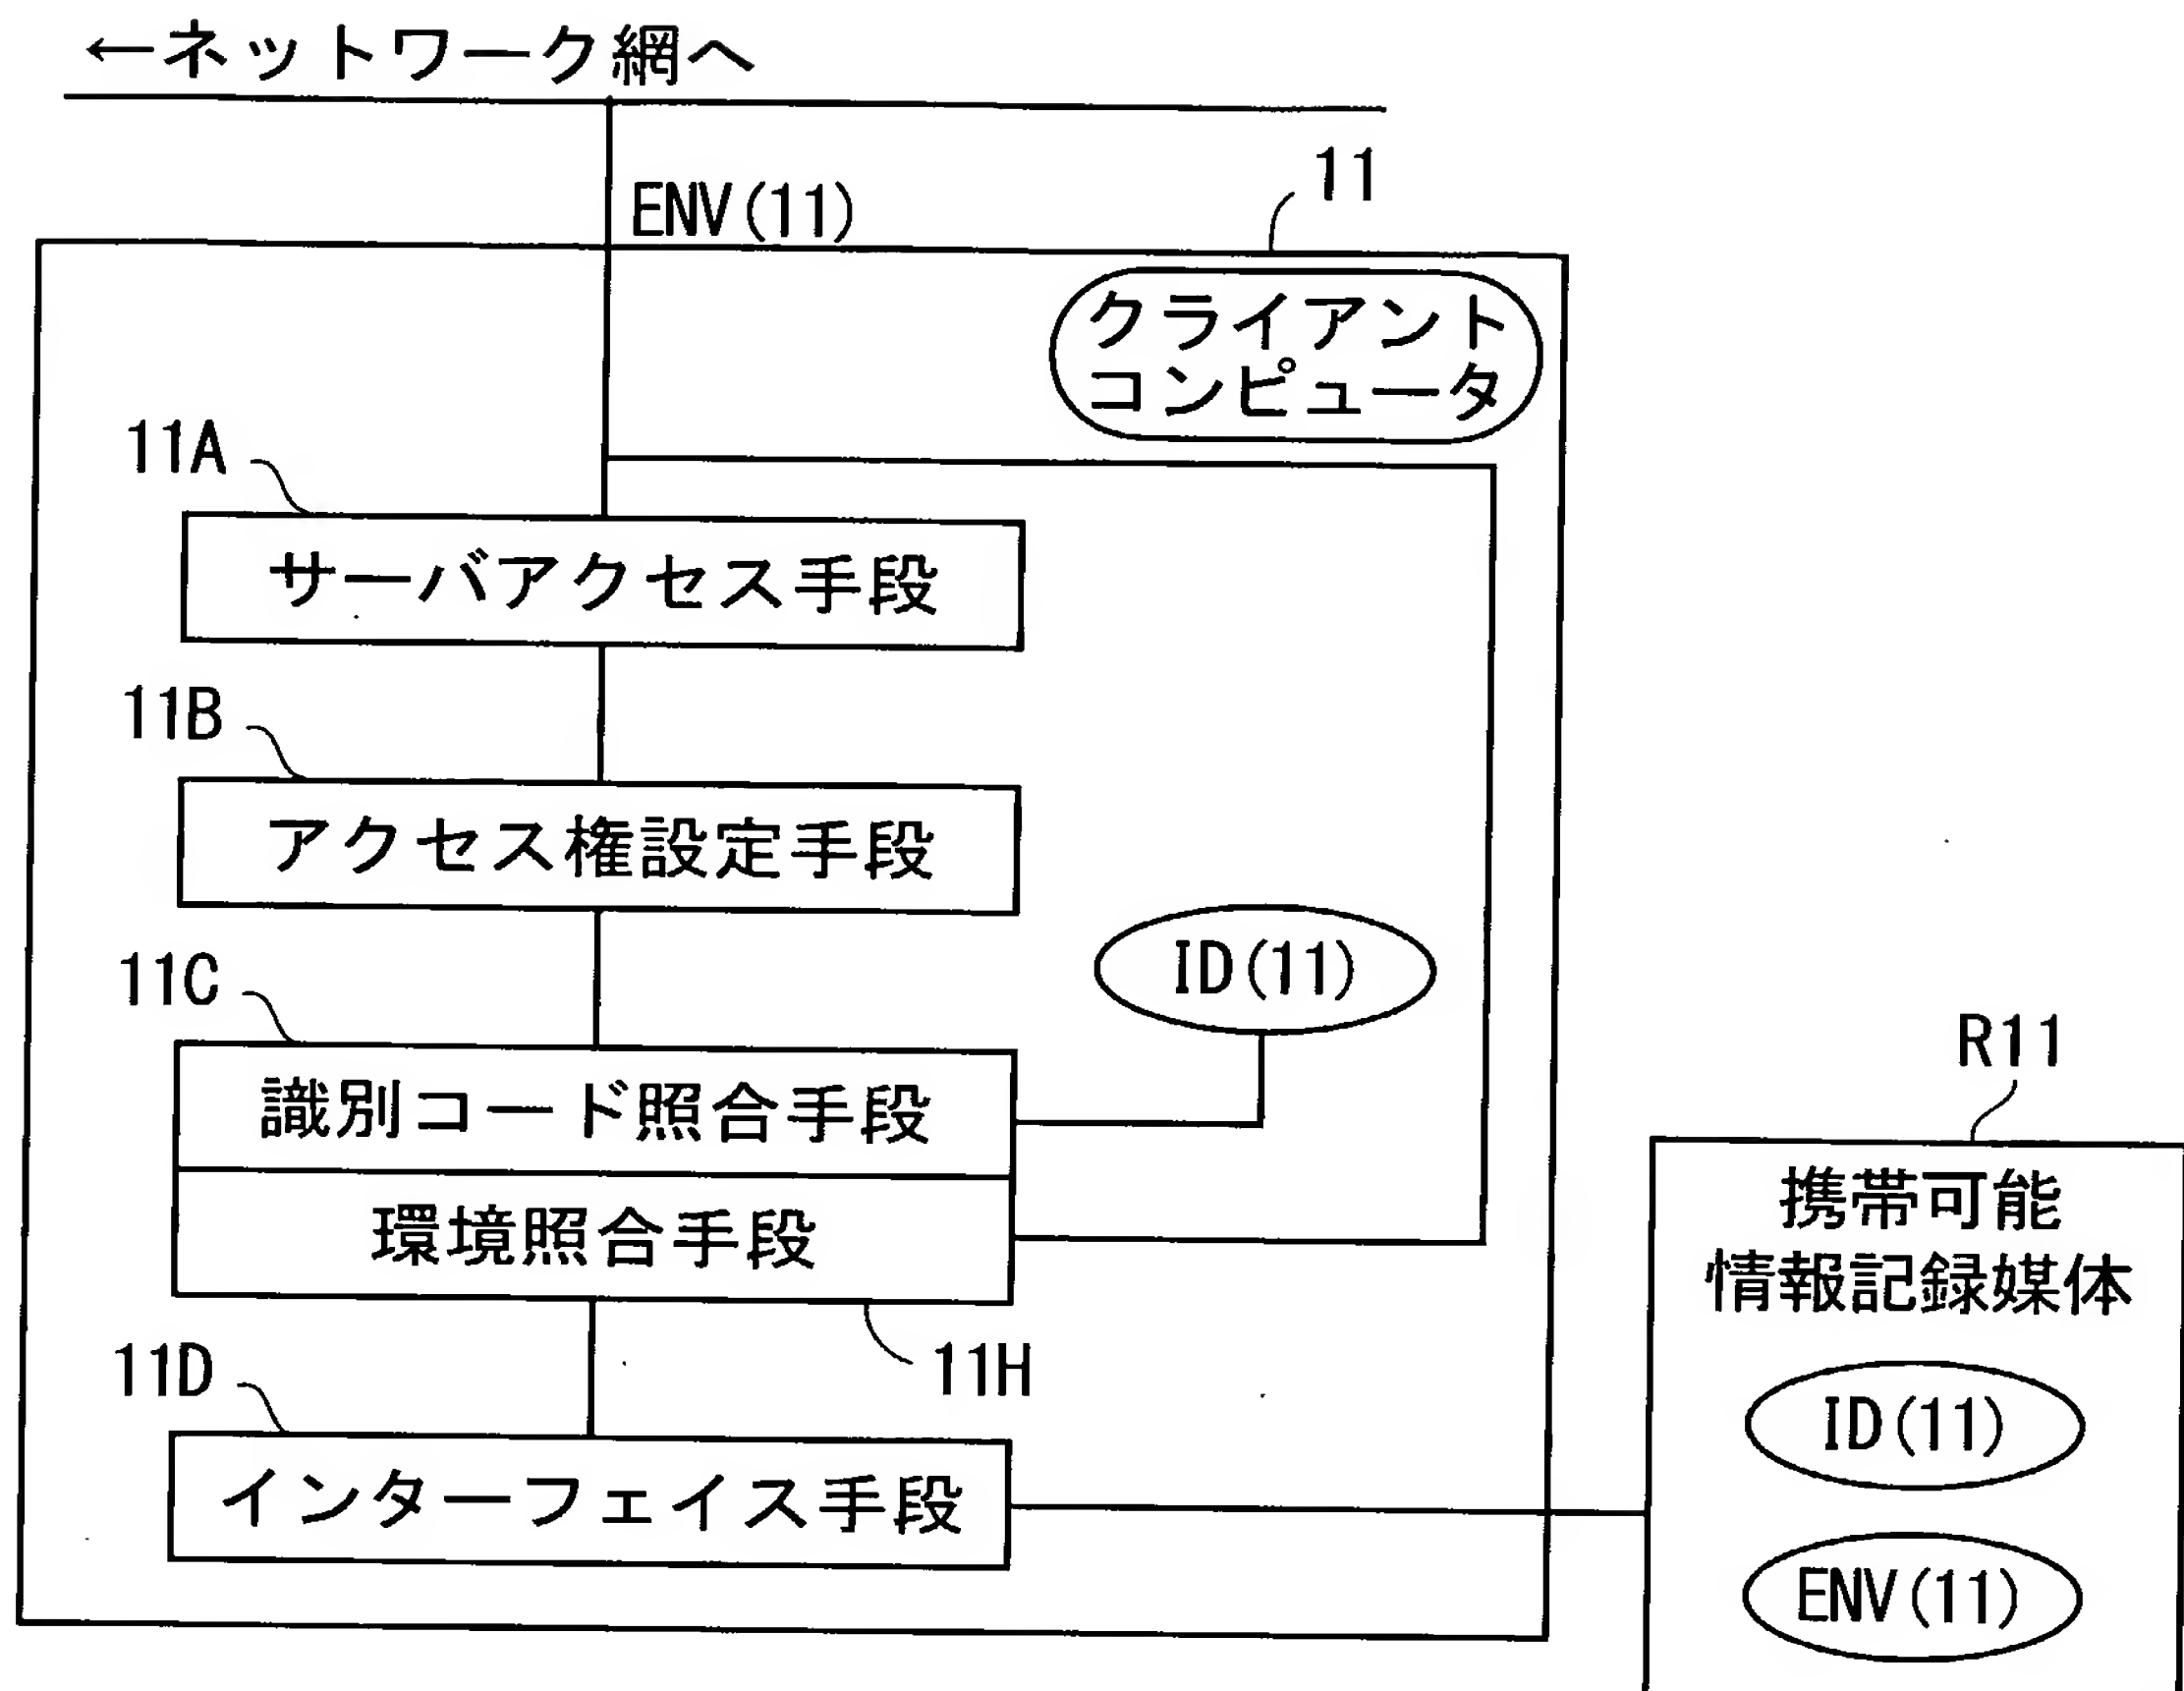 ←ネットワーク網へ
ENV(11)
11
クライアント
コンピュータ
11A
サーバアクセス手段
11B
アクセス権設定手段
ID(11)
11C
識別コード照合手段
環境照合手段
11H
11D
インターフェイス手段
R11
携帯可能
情報記録媒体
ID(11)
ENV(11)